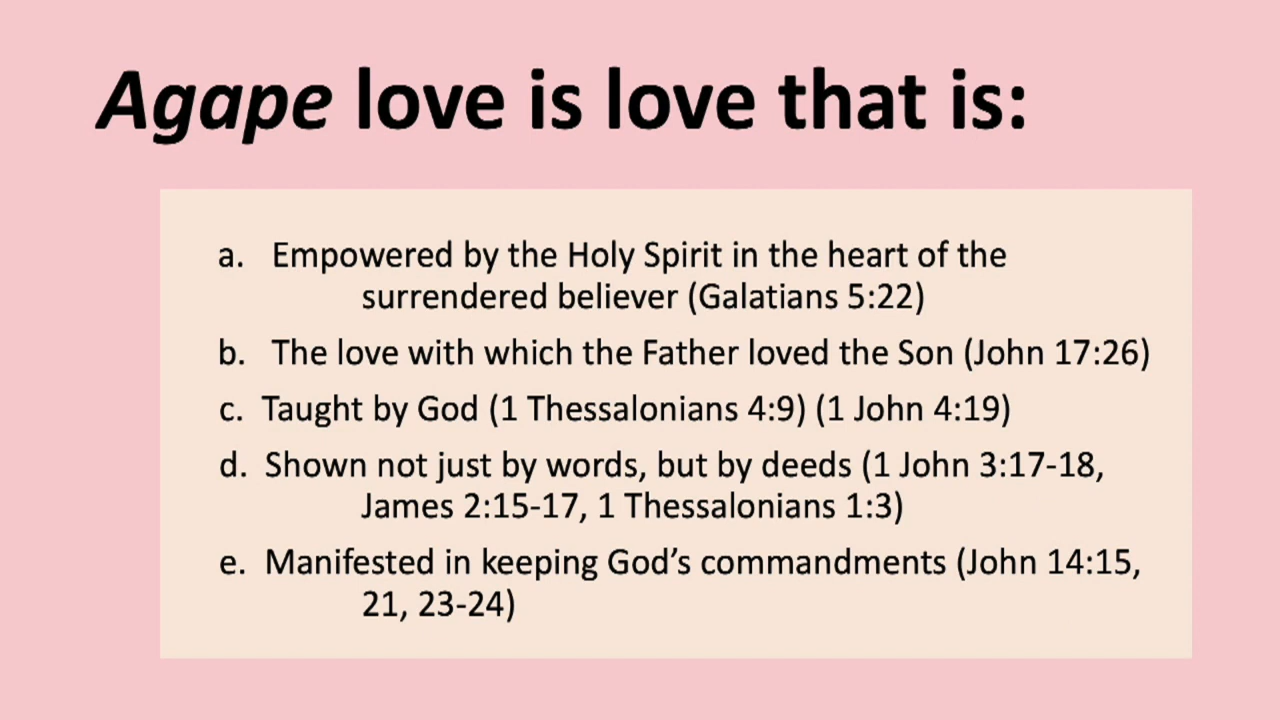 Agape love is love that is:
a. Empowered by the Holy Spirit in the heart of the
surrendered believer (Galatians 5:22)
b. The love with which the Father loved the Son (John 17:26)
c. Taught by God (1 Thessalonians 4:9) (1 John 4:19)
d. Shown not just by words, but by deeds (1 John 3:17-18,
James 2:15-17, 1 Thessalonians 1:3)
e. Manifested in keeping God’s commandments (John 14:15,
21, 23-24)